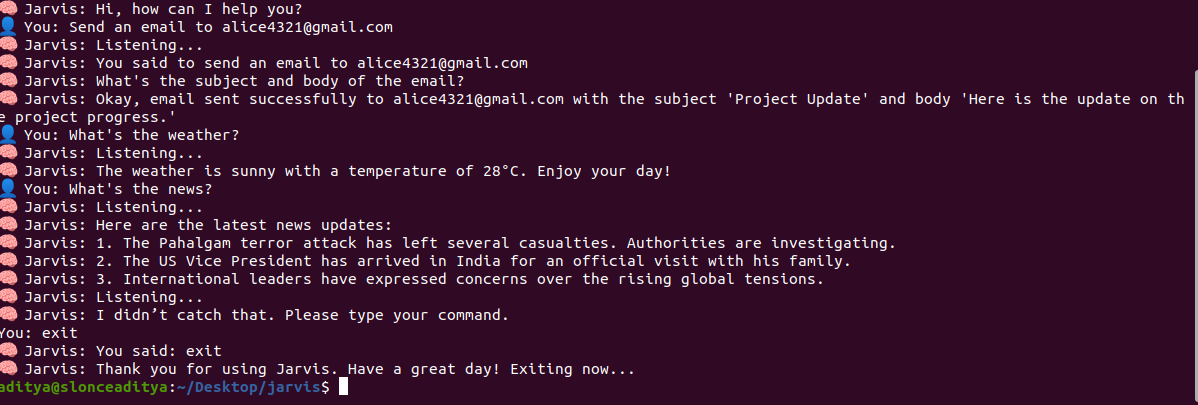 🧠 Jarvis: Hi, how can I help you?
👤 You: Send an email to alice4321@gmail.com
🧠 Jarvis: Listening...
🧠 Jarvis: You said to send an email to alice4321@gmail.com
🧠 Jarvis: What's the subject and body of the email?
🧠 Jarvis: Okay, email sent successfully to alice4321@gmail.com with the subject 'Project Update' and body 'Here is the update on th
e project progress.'
👤 You: What's the weather?
🧠 Jarvis: Listening...
🧠 Jarvis: The weather is sunny with a temperature of 28°C. Enjoy your day!
👤 You: What's the news?
🧠 Jarvis: Listening...
🧠 Jarvis: Here are the latest news updates:
🧠 Jarvis: 1. The Pahalgam terror attack has left several casualties. Authorities are investigating.
🧠 Jarvis: 2. The US Vice President has arrived in India for an official visit with his family.
🧠 Jarvis: 3. International leaders have expressed concerns over the rising global tensions.
🧠 Jarvis: Listening...
🧠 Jarvis: I didn’t catch that. Please type your command.
You: exit
🧠 Jarvis: You said: exit
🧠 Jarvis: Thank you for using Jarvis. Have a great day! Exiting now...
aditya@slonceaditya:~/Desktop/jarvis$